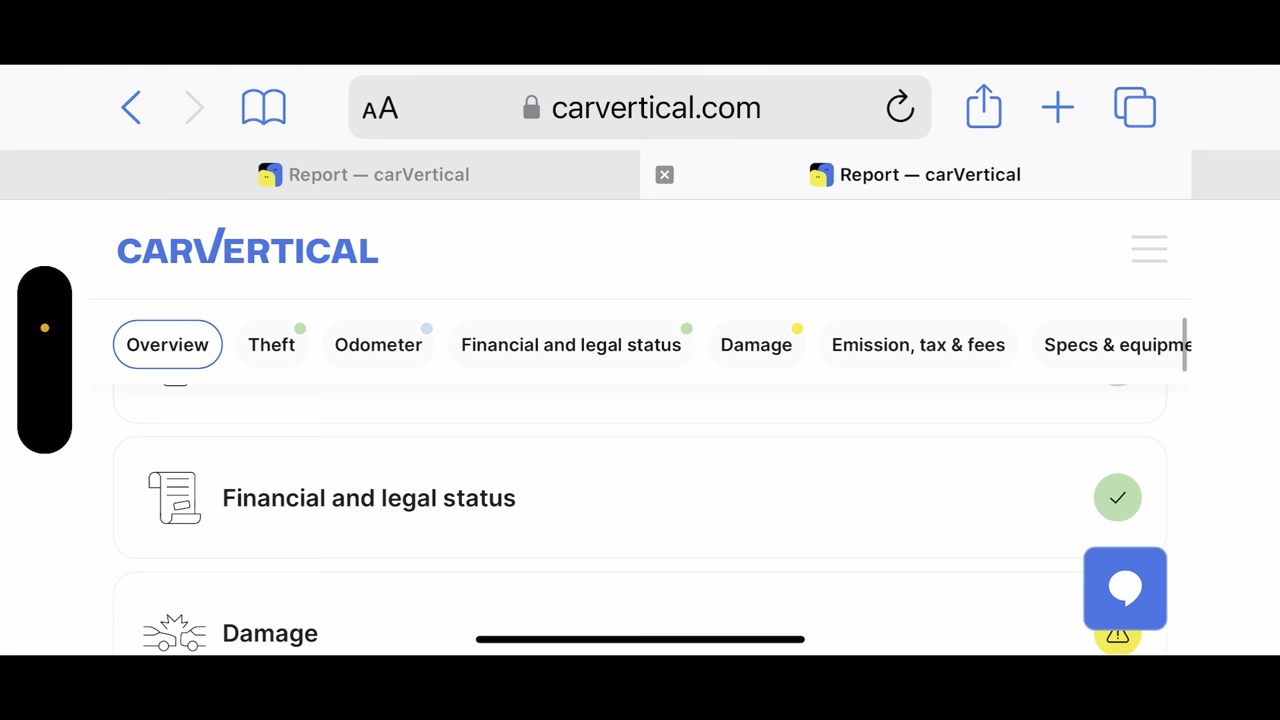 AA carvertical.com
Report — carVertical
Report — carVertical
CARVERTICAL
Overview Theft Odometer Financial and legal status Damage Emission, tax & fees Specs & equipme
Financial and legal status
Damage